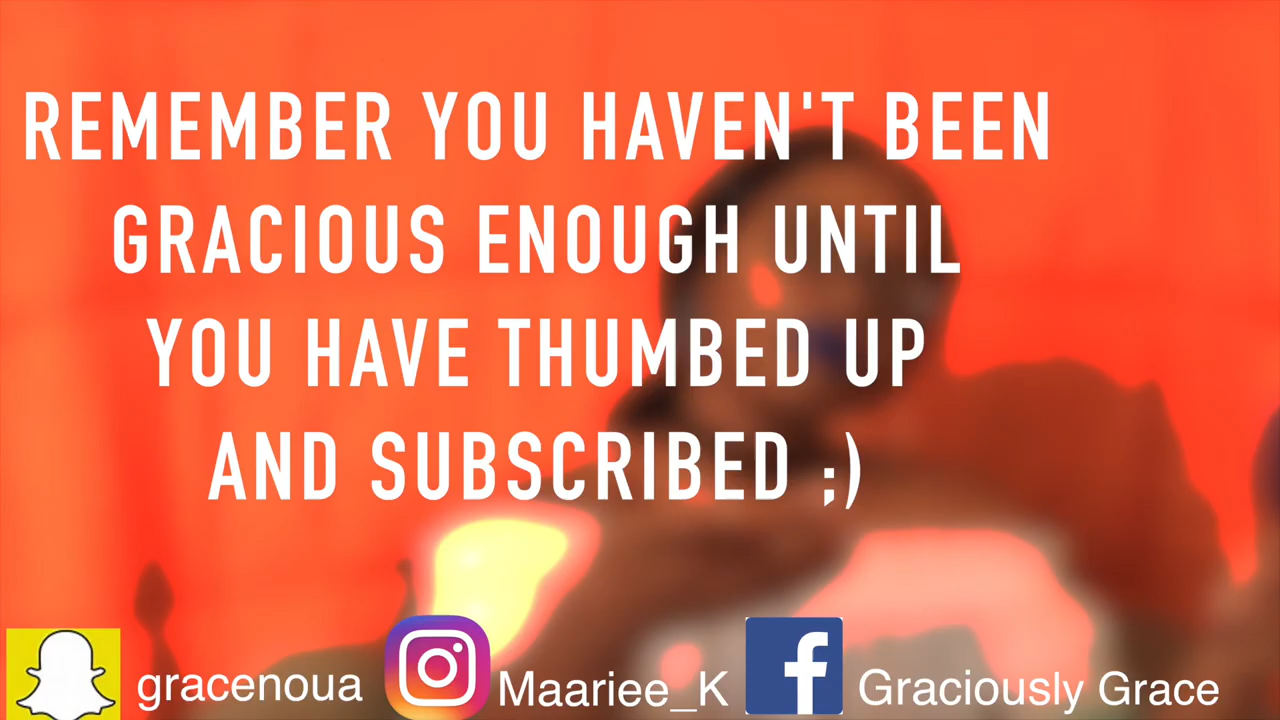 REMEMBER YOU HAVEN'T BEEN
GRACIOUS ENOUGH UNTIL
YOU HAVE THUMBED UP
AND SUBSCRIBED ;)
gracenoua
Maariee_K
Graciously Grace